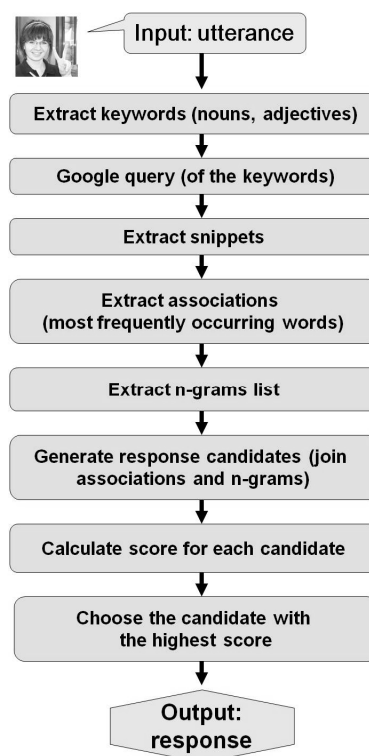 Input: utterance
Extract keywords (nouns, adjectives)
Google query (of the keywords)
Extract snippets
Extract associations
(most frequently occurring words)
Extract n-grams list
Generate response candidates (join
associations and n-grams)
Calculate score for each candidate
Choose the candidate with
the highest score
Output:
response